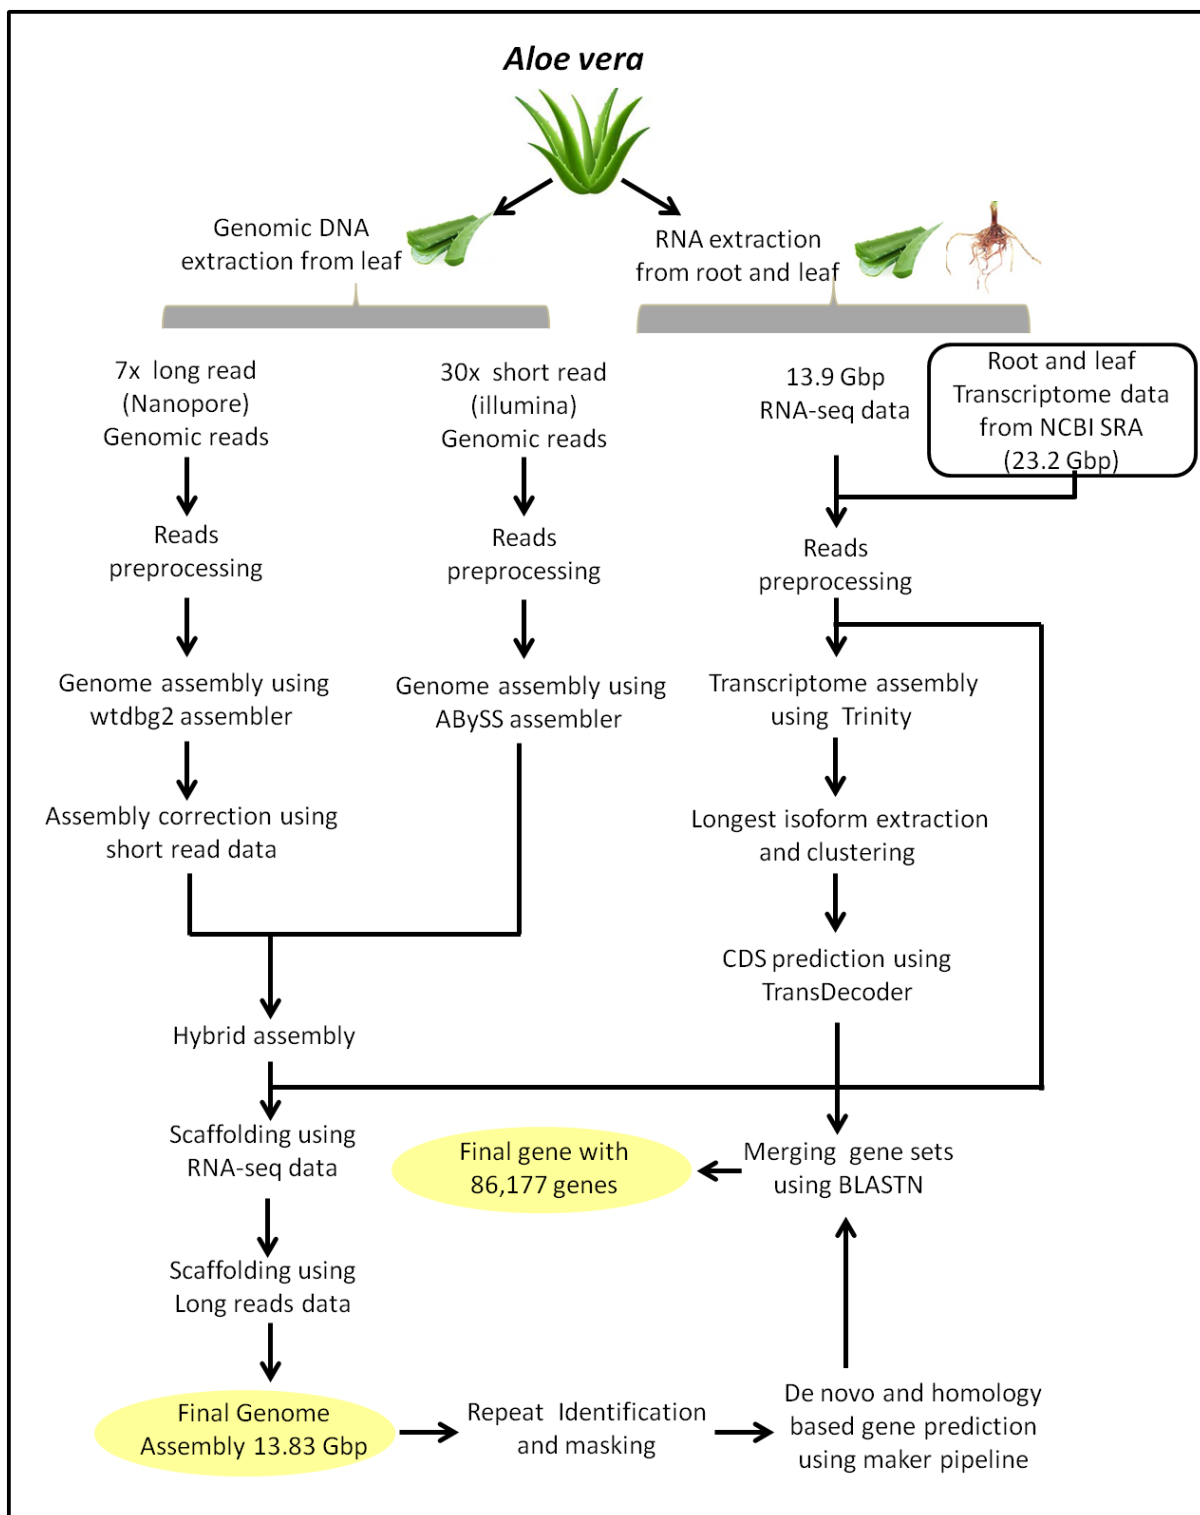 Aloe vera
Genomic DNA
extraction from leaf
RNA extraction
from root and leaf
7x long read
(Nanopore)
Genomic reads
30x short read
(illumina)
Genomic reads
13.9 Gbp
RNA-seq data
Root and leaf
Transcriptome data
from NCBI SRA
(23.2 Gbp)
Reads
preprocessing
Reads
preprocessing
Reads
preprocessing
Genome assembly using
wtdbg2 assembler
Genome assembly using
ABySS assembler
Transcriptome assembly
using Trinity
Assembly correction using
short read data
Longest isoform extraction
and clustering
CDS prediction using
TransDecoder
Hybrid assembly
Scaffolding using
RNA-seq data
Final gene with
86,177 genes
Merging gene sets
using BLASTN
Scaffolding using
Long reads data
Final Genome
Assembly 13.83 Gbp
Repeat Identification
and masking
De novo and homology
based gene prediction
using maker pipeline